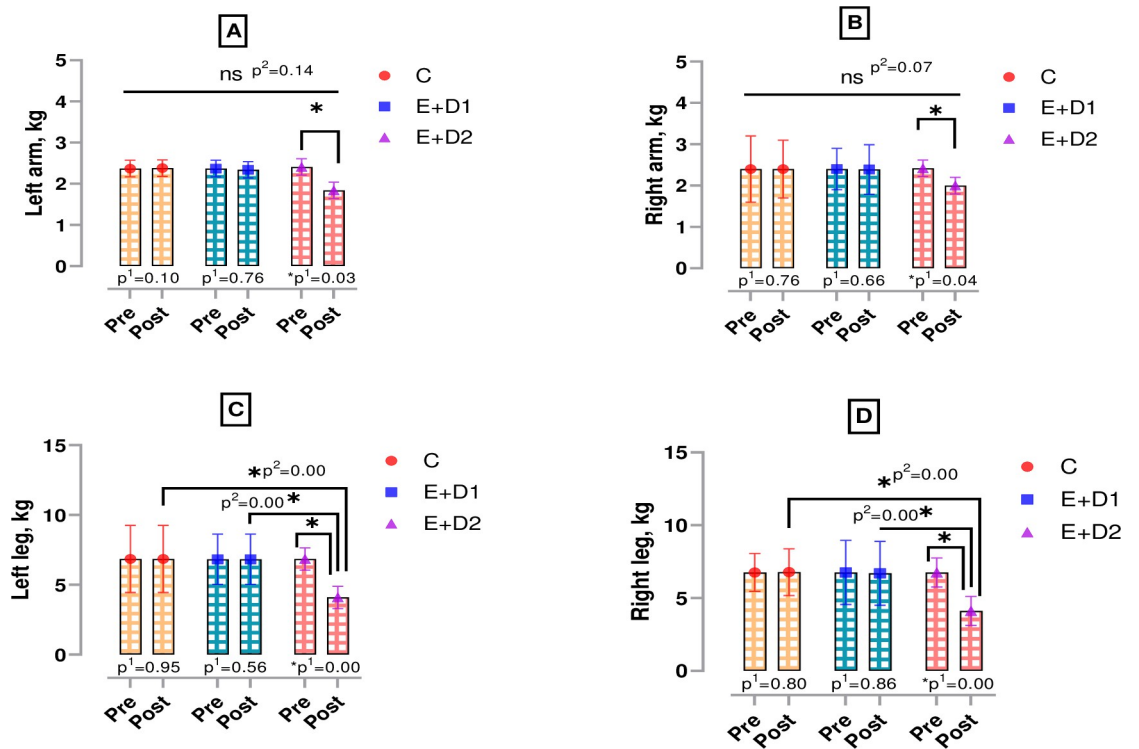 A
Left arm, kg
5
4
3
2
1
0
ns p²=0.14
*
p¹=0.10
p¹=0.76
*p¹=0.03
Pre
Post
Pre
Post
Pre
Post
C
E+D1
E+D2
B
Right arm, kg
5
4
3
2
1
0
ns p²=0.07
*
p¹=0.76
p¹=0.66
*p¹=0.04
Pre
Post
Pre
Post
Pre
Post
C
E+D1
E+D2
C
Left leg, kg
15
10
5
0
*p²=0.00
p²=0.00*
*
p¹=0.95
p¹=0.56
*p¹=0.00
Pre
Post
Pre
Post
Pre
Post
C
E+D1
E+D2
D
Right leg, kg
15
10
5
0
*p²=0.00
p²=0.00*
*
p¹=0.80
p¹=0.86
*p¹=0.00
Pre
Post
Pre
Post
Pre
Post
C
E+D1
E+D2